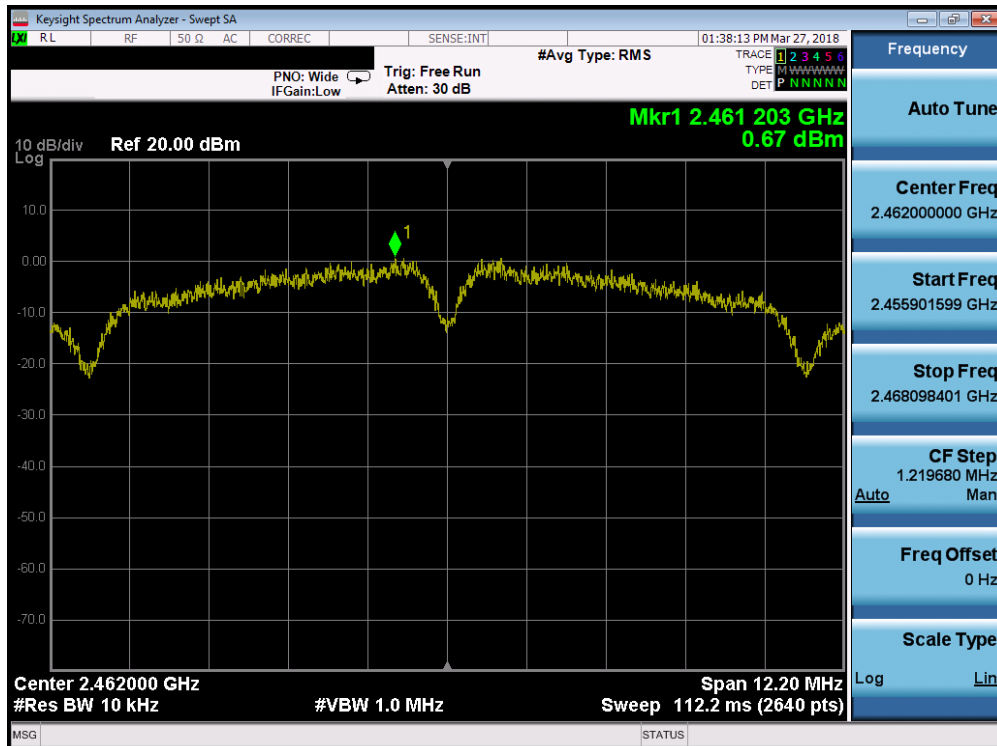 Keysight Spectrum Analyzer - Swept SA
LXI RL RF 50 Ω AC CORREC SENSE:INT 01:38:13 PM Mar 27, 2018
PNO: Wide
IFGain:Low
Trig: Free Run
Atten: 30 dB
#Avg Type: RMS
TRACE 1 2 3 4 5 6
TYPE M WWWWW
DET P N N N N N
Mkr1 2.461 203 GHz
0.67 dBm
10 dB/div Ref 20.00 dBm
Log
10.0
1
0.00
-10.0
-20.0
-30.0
-40.0
-50.0
-60.0
-70.0
Center 2.462000 GHz Span 12.20 MHz
#Res BW 10 kHz #VBW 1.0 MHz Sweep 112.2 ms (2640 pts)
MSG STATUS
Frequency
Auto Tune
Center Freq
2.462000000 GHz
Start Freq
2.455901599 GHz
Stop Freq
2.468098401 GHz
CF Step
1.219680 MHz
Auto Man
Freq Offset
0 Hz
Scale Type
Log Lin